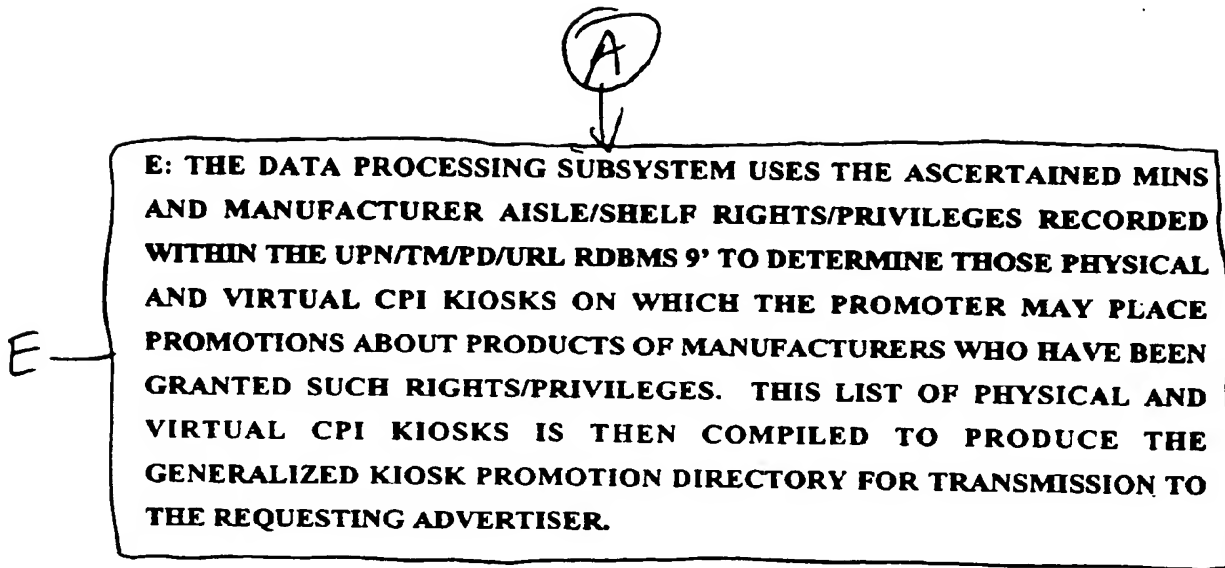 A
E: THE DATA PROCESSING SUBSYSTEM USES THE ASCERTAINED MINS
AND MANUFACTURER AISLE/SHELF RIGHTS/PRIVILEGES RECORDED
WITHIN THE UPN/TM/PD/URL RDBMS 9' TO DETERMINE THOSE PHYSICAL
AND VIRTUAL CPI KIOSKS ON WHICH THE PROMOTER MAY PLACE
PROMOTIONS ABOUT PRODUCTS OF MANUFACTURERS WHO HAVE BEEN
E
GRANTED SUCH RIGHTS/PRIVILEGES. THIS LIST OF PHYSICAL AND
VIRTUAL CPI KIOSKS IS THEN COMPILED TO PRODUCE THE
GENERALIZED KIOSK PROMOTION DIRECTORY FOR TRANSMISSION TO
THE REQUESTING ADVERTISER.